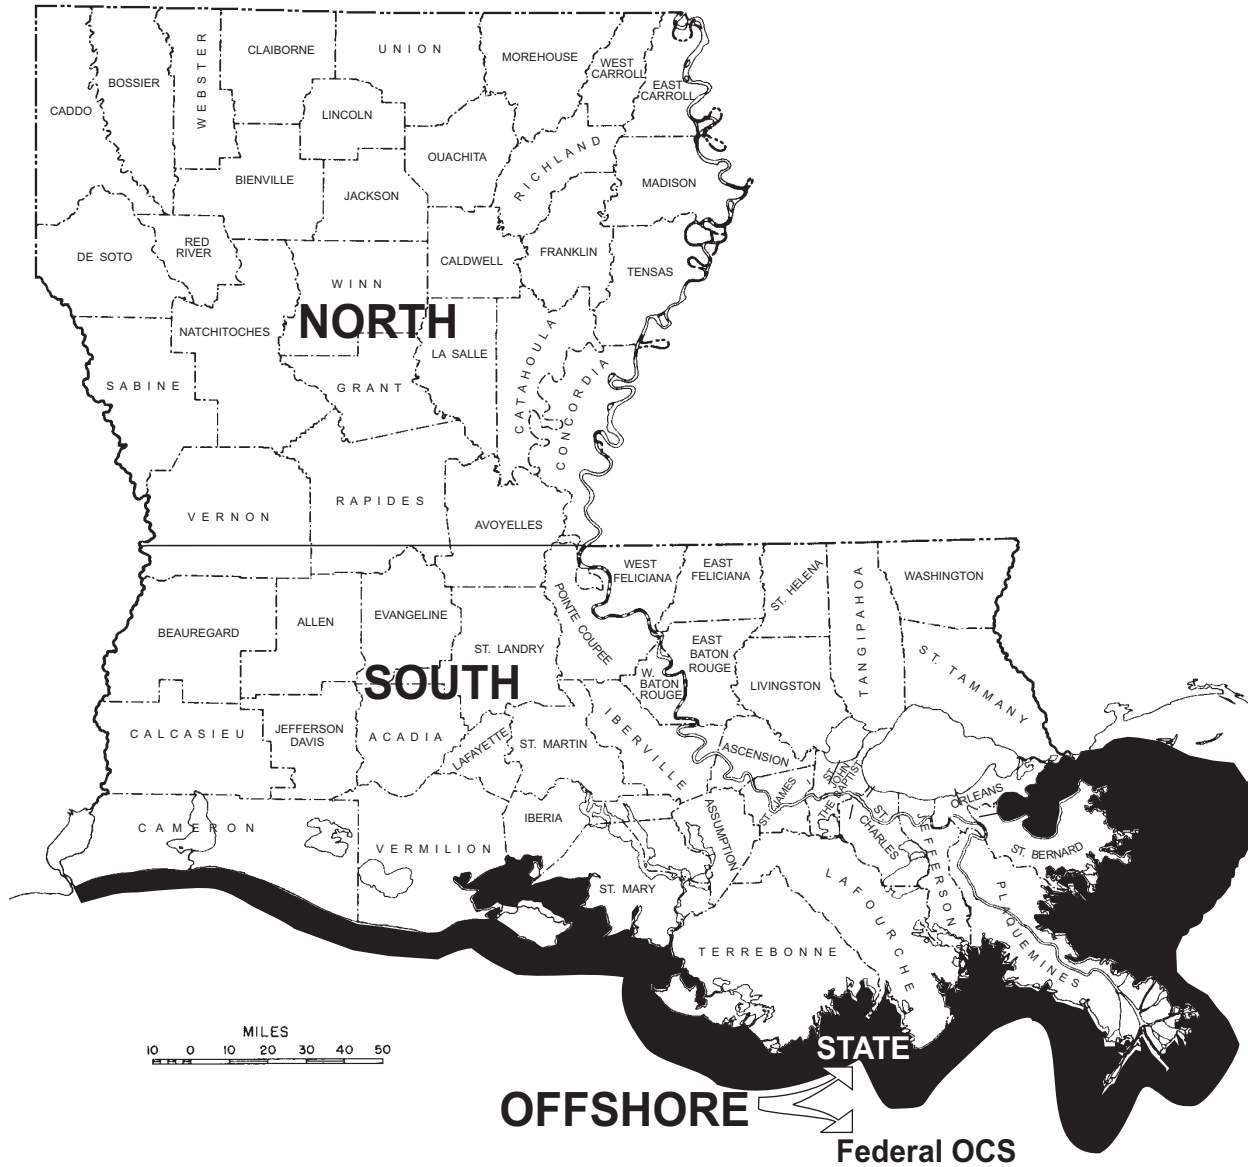 CLAIBORNE
UNION
MOREHOUSE
WEST
CARROLL
EAST
CARROLL
WEBSTER
BOSSIER
CADDO
LINCOLN
OUACHITA
RICHLAND
BIENVILLE
JACKSON
MADISON
DE SOTO
RED
RIVER
WINN
CALDWELL
FRANKLIN
TENSAS
NORTH
NATCHITOCHES
LA SALLE
CATAHOULA
CONCORDIA
SABINE
GRANT
RAPIDES
VERNON
AVOYELLES
WEST
FELICIANA
EAST
FELICIANA
ST. HELENA
TANGIPAHOA
WASHINGTON
BEAUREGARD
ALLEN
EVANGELINE
ST. LANDRY
POINTE COUPEE
W.
BATON
ROUGE
EAST
BATON
ROUGE
LIVINGSTON
ST. TAMMANY
SOUTH
CALCASIEU
JEFFERSON
DAVIS
ACADIA
LAFAYETTE
ST. MARTIN
IBERVILLE
ASCENSION
ST. JAMES
ST.
JOHN
THE BAPTIST
ST. CHARLES
JEFFERSON
ORLEANS
ST. BERNARD
CAMERON
VERMILION
IBERIA
ASSUMPTION
ST. MARY
TERREBONNE
LAFOURCHE
PLAQUEMINES
MILES
10 0 10 20 30 40 50
STATE
OFFSHORE
Federal OCS